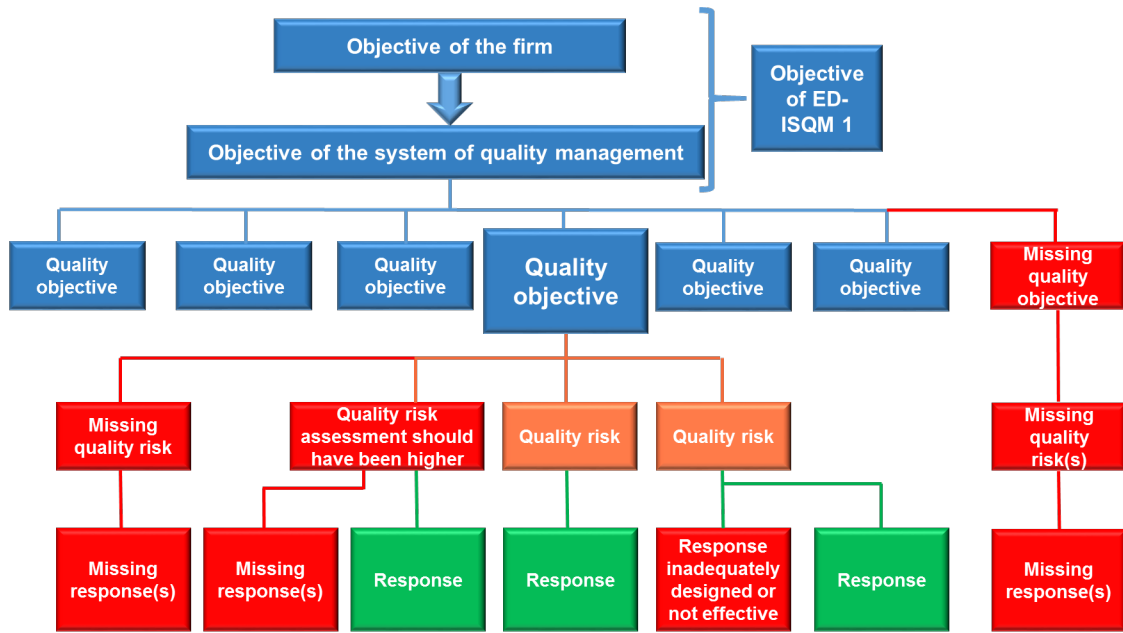 Objective of the firm
Objective
of ED-
ISQM 1
Objective of the system of quality management
Quality
objective
Quality
objective
Quality
objective
Quality
objective
Quality
objective
Quality
objective
Missing
quality
objective
Missing
quality risk
Quality risk
assessment should
have been higher
Quality risk
Quality risk
Missing
quality
risk(s)
Missing
response(s)
Missing
response(s)
Response
Response
Response
inadequately
designed or
not effective
Response
Missing
response(s)